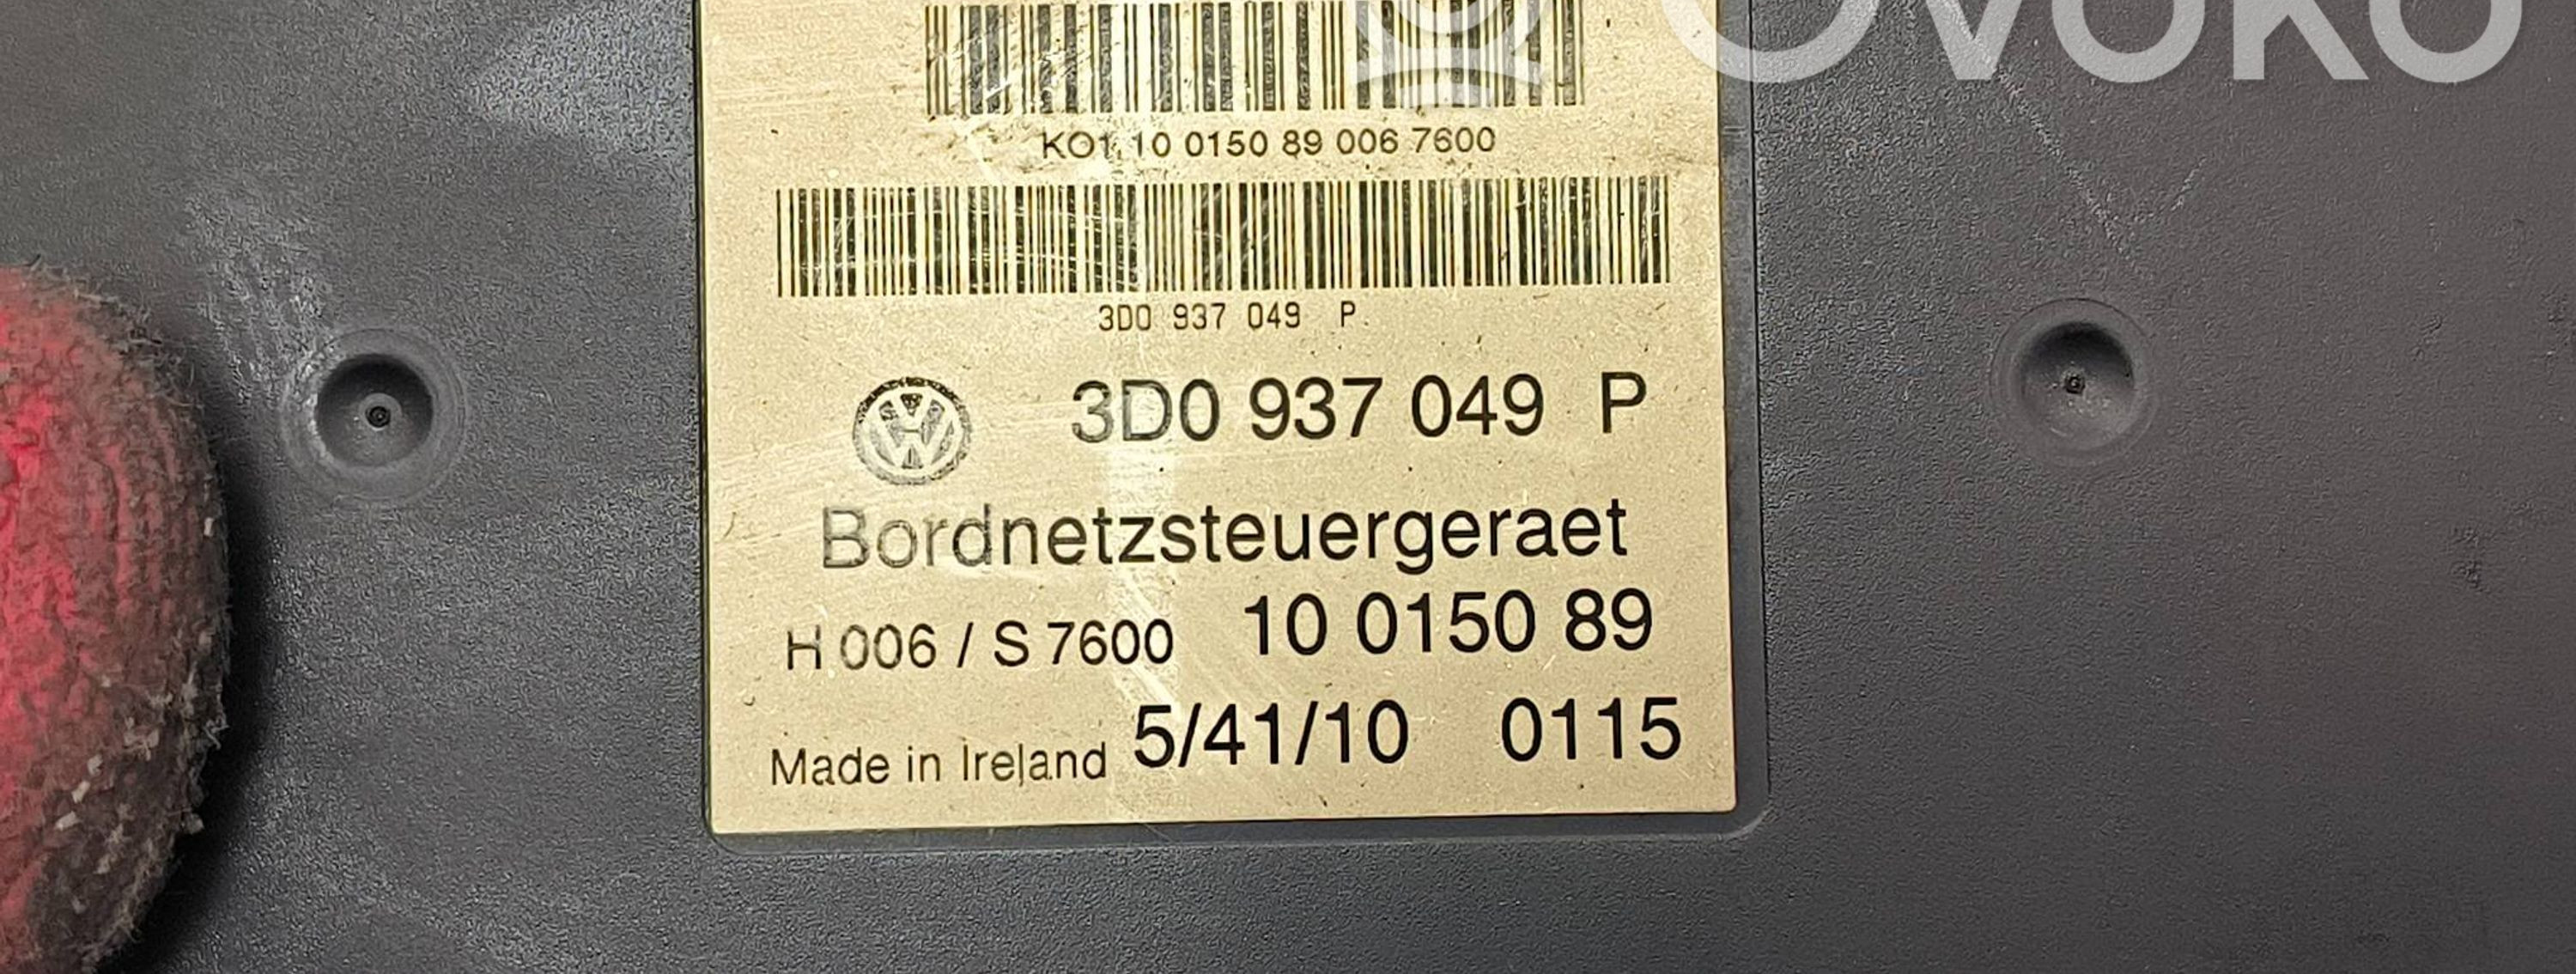 Ovoko
KO1 10 0150 89 006 7600
3D0 937 049 P
3D0 937 049 P
Bordnetzsteuergeraet
H 006 / S 7600 10 0150 89
Made in Ireland 5/41/10 0115